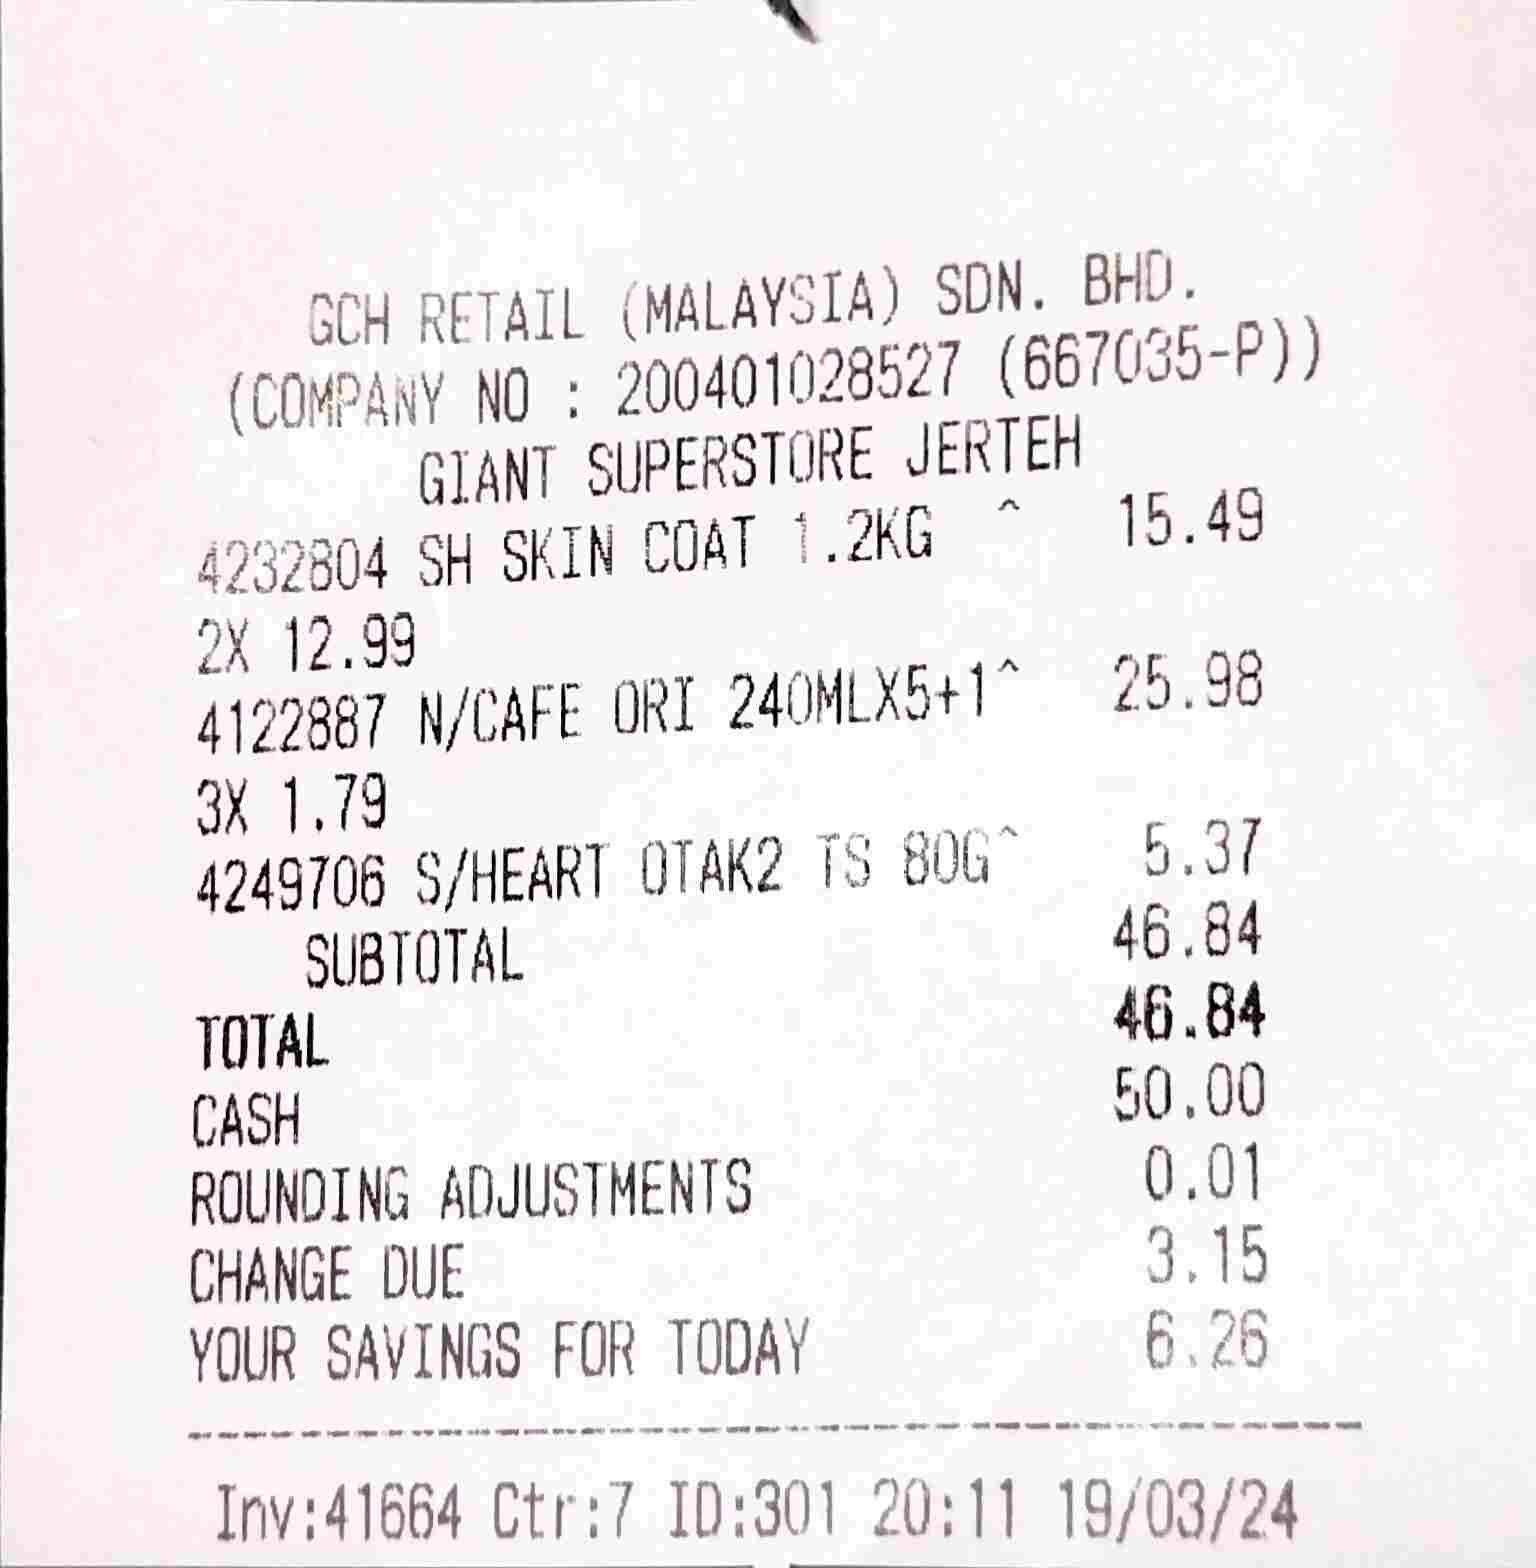 GCH RETAIL (MALAYSIA) SDN. BHD.
(COMPANY NO : 200401028527 (667035-P))
GIANT SUPERSTORE JERTEH
4232804 SH SKIN COAT 1.2KG ^ 15.49
2X 12.99
4122887 N/CAFE ORI 240MLX5+1^ 25.98
3X 1.79
4249706 S/HEART OTAK2 TS 80G^ 5.37
SUBTOTAL 46.84
TOTAL 46.84
CASH 50.00
ROUNDING ADJUSTMENTS 0.01
CHANGE DUE 3.15
YOUR SAVINGS FOR TODAY 6.26
Inv:41664 Ctr:7 ID:301 20:11 19/03/24